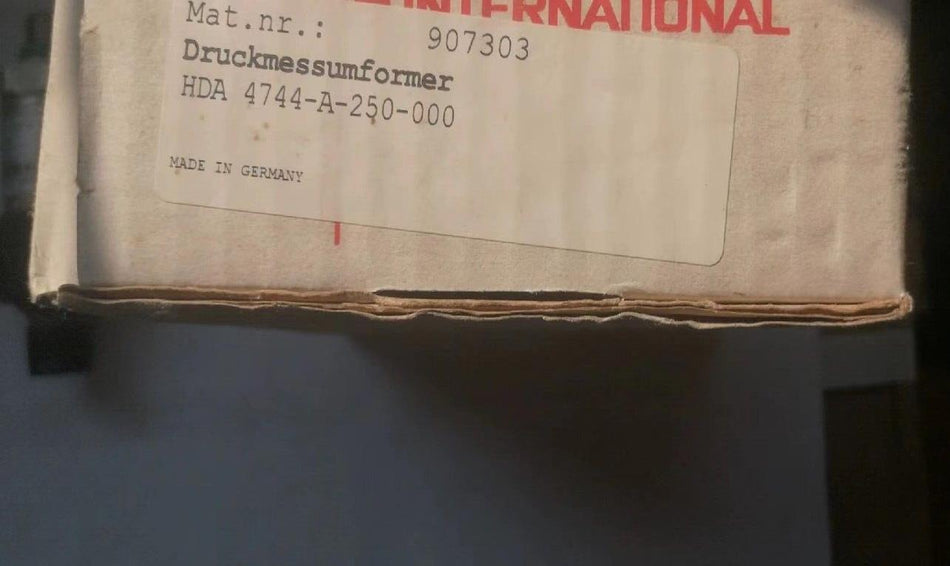 INTERNATIONAL
Mat.nr.: 907303
Druckmessumformer
HDA 4744-A-250-000
MADE IN GERMANY